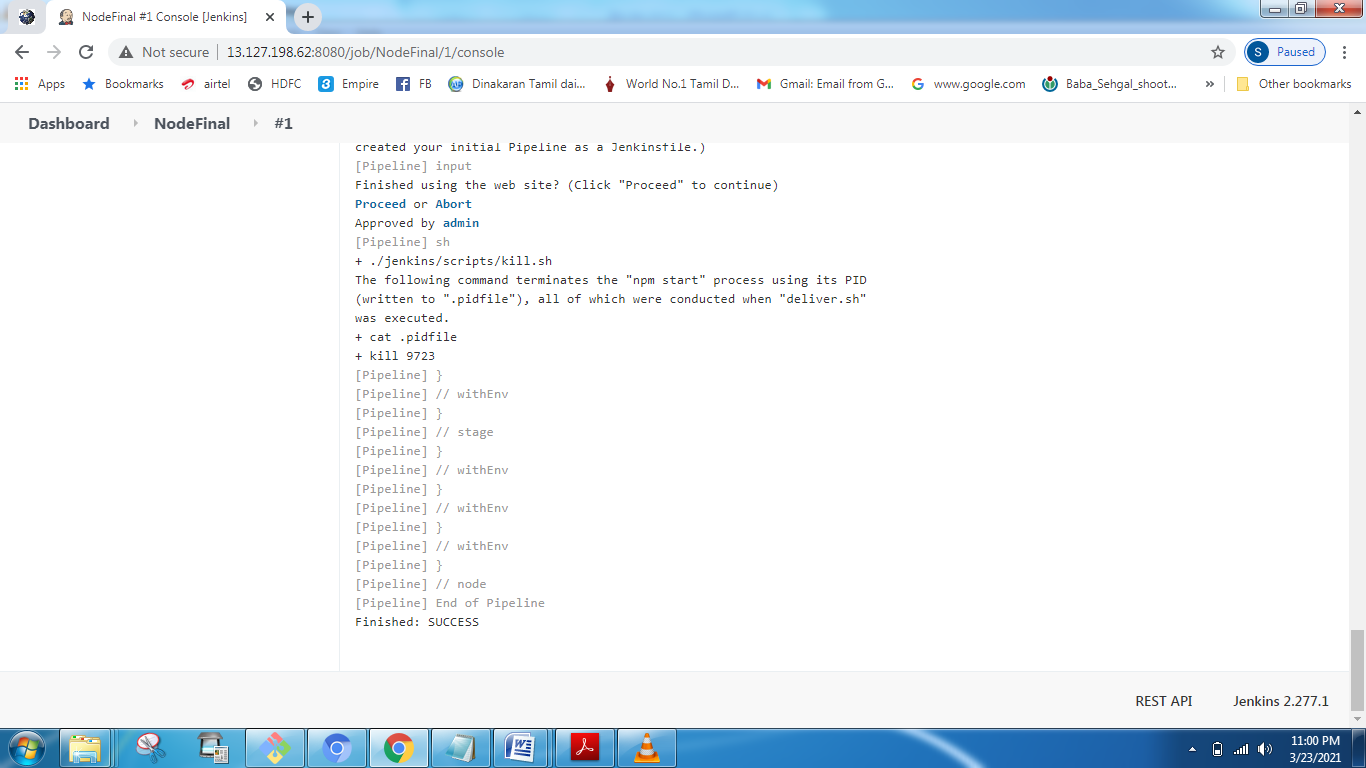 NodeFinal #1 Console [Jenkins]
Not secure
13.127.198.62:8080/job/NodeFinal/1/console
S Paused
Apps
Bookmarks
airtel
HDFC
3 Empire
FB
Dinakaran Tamil dai...
World No.1 Tamil D...
Gmail: Email from G...
www.google.com
Baba_Sehgal_shoot...
»
Other bookmarks
Dashboard
NodeFinal
#1
created your initial Pipeline as a Jenkinsfile.)
[Pipeline] input
Finished using the web site? (Click "Proceed" to continue)
Proceed or Abort
Approved by admin
[Pipeline] sh
+ ./jenkins/scripts/kill.sh
The following command terminates the "npm start" process using its PID
(written to ".pidfile"), all of which were conducted when "deliver.sh"
was executed.
+ cat .pidfile
+ kill 9723
[Pipeline] }
[Pipeline] // withEnv
[Pipeline] }
[Pipeline] // stage
[Pipeline] }
[Pipeline] // withEnv
[Pipeline] }
[Pipeline] // withEnv
[Pipeline] }
[Pipeline] // withEnv
[Pipeline] }
[Pipeline] // node
[Pipeline] End of Pipeline
Finished: SUCCESS
REST API
Jenkins 2.277.1
11:00 PM
3/23/2021